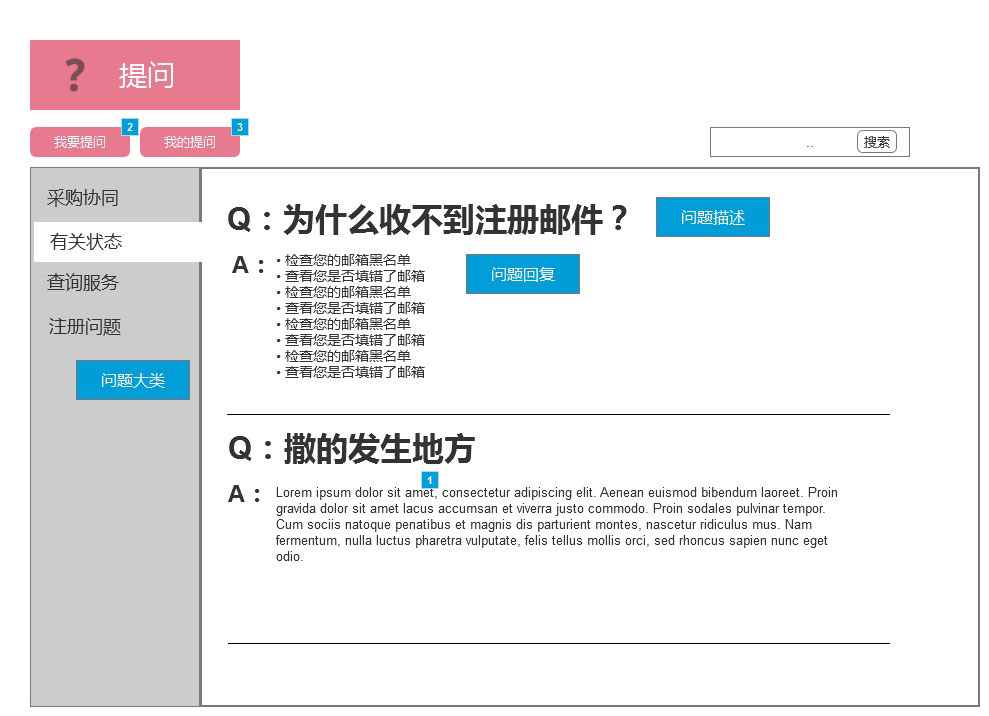 ? 提问
我要提问 2
我的提问 3
.. 搜索
采购协同
有关状态
查询服务
注册问题
问题大类
Q：为什么收不到注册邮件？
问题描述
A：
• 检查您的邮箱黑名单
• 查看您是否填错了邮箱
• 检查您的邮箱黑名单
• 查看您是否填错了邮箱
• 检查您的邮箱黑名单
• 查看您是否填错了邮箱
• 检查您的邮箱黑名单
• 查看您是否填错了邮箱
问题回复
Q：撒的发生地方
1
A：
Lorem ipsum dolor sit amet, consectetur adipiscing elit. Aenean euismod bibendum laoreet. Proin
gravida dolor sit amet lacus accumsan et viverra justo commodo. Proin sodales pulvinar tempor.
Cum sociis natoque penatibus et magnis dis parturient montes, nascetur ridiculus mus. Nam
fermentum, nulla luctus pharetra vulputate, felis tellus mollis orci, sed rhoncus sapien nunc eget
odio.